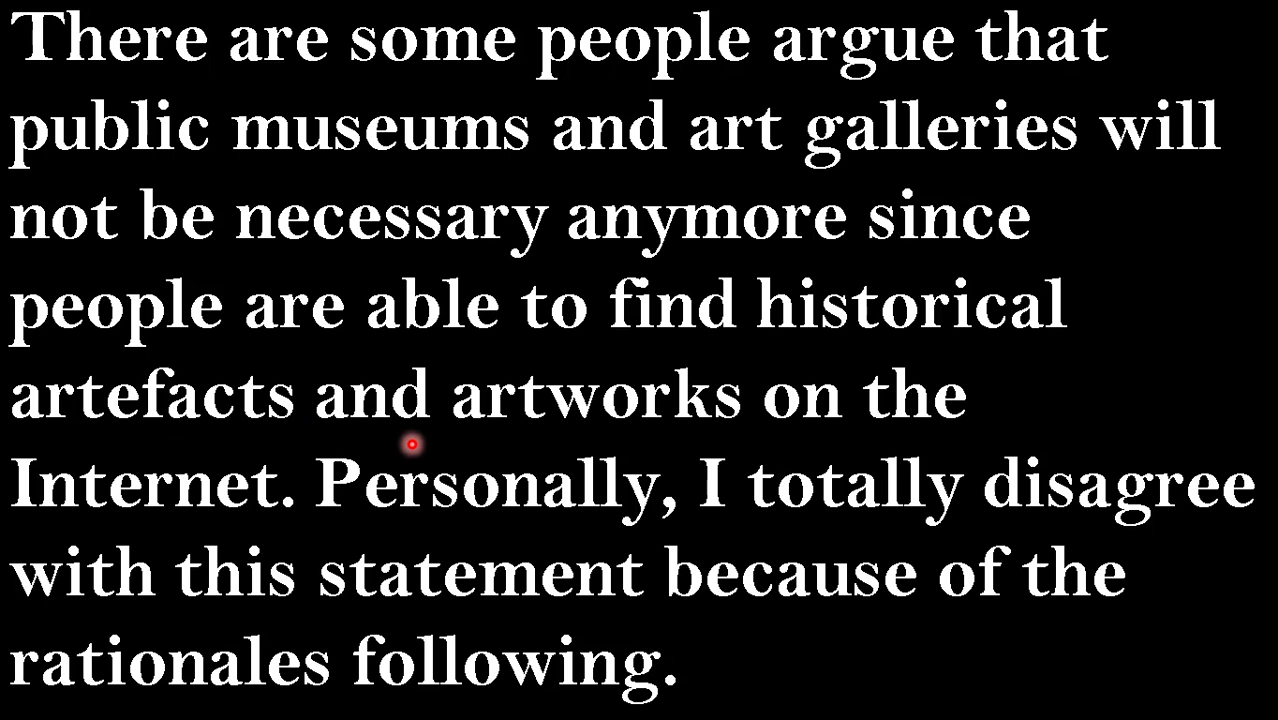 There are some people argue that
public museums and art galleries will
not be necessary anymore since
people are able to find historical
artefacts and artworks on the
Internet. Personally, I totally disagree
with this statement because of the
rationales following.